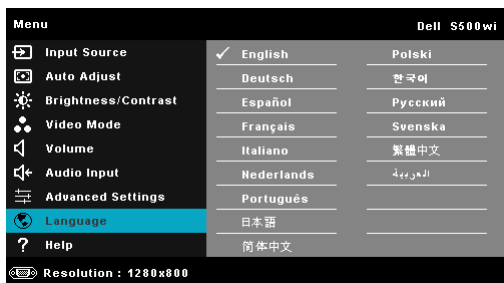 Menu Dell S500wi
Input Source
Auto Adjust
Brightness/Contrast
Video Mode
Volume
Audio Input
Advanced Settings
Language
Help
English Polski
Deutsch 한국어
Español Русский
Français Svenska
Italiano 繁體中文
Nederlands العربية
Português
日本語
简体中文
Resolution : 1280x800